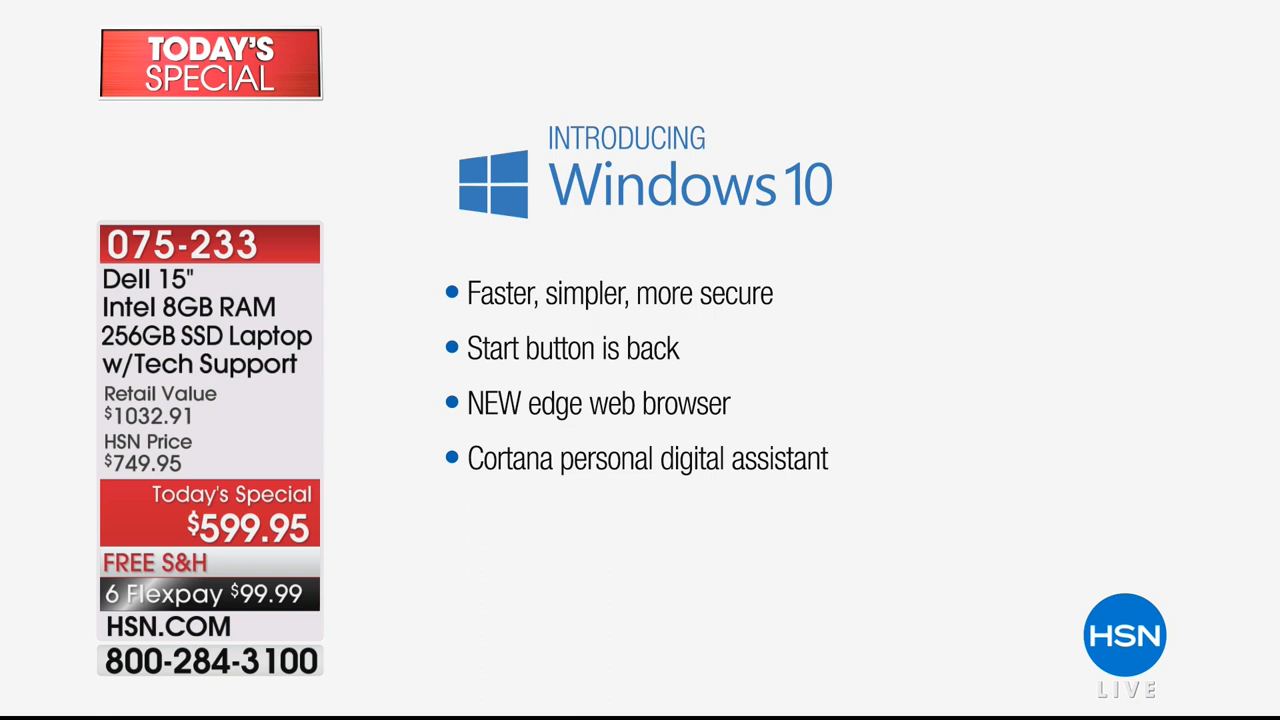 TODAY'S
SPECIAL
INTRODUCING
Windows 10
• Faster, simpler, more secure
• Start button is back
• NEW edge web browser
• Cortana personal digital assistant
075-233
Dell 15"
Intel 8GB RAM
256GB SSD Laptop
w/Tech Support
Retail Value
$1032.91
HSN Price
$749.95
Today's Special
$599.95
FREE S&H
6 Flexpay $99.99
HSN.COM
800-284-3100
HSN
LIVE